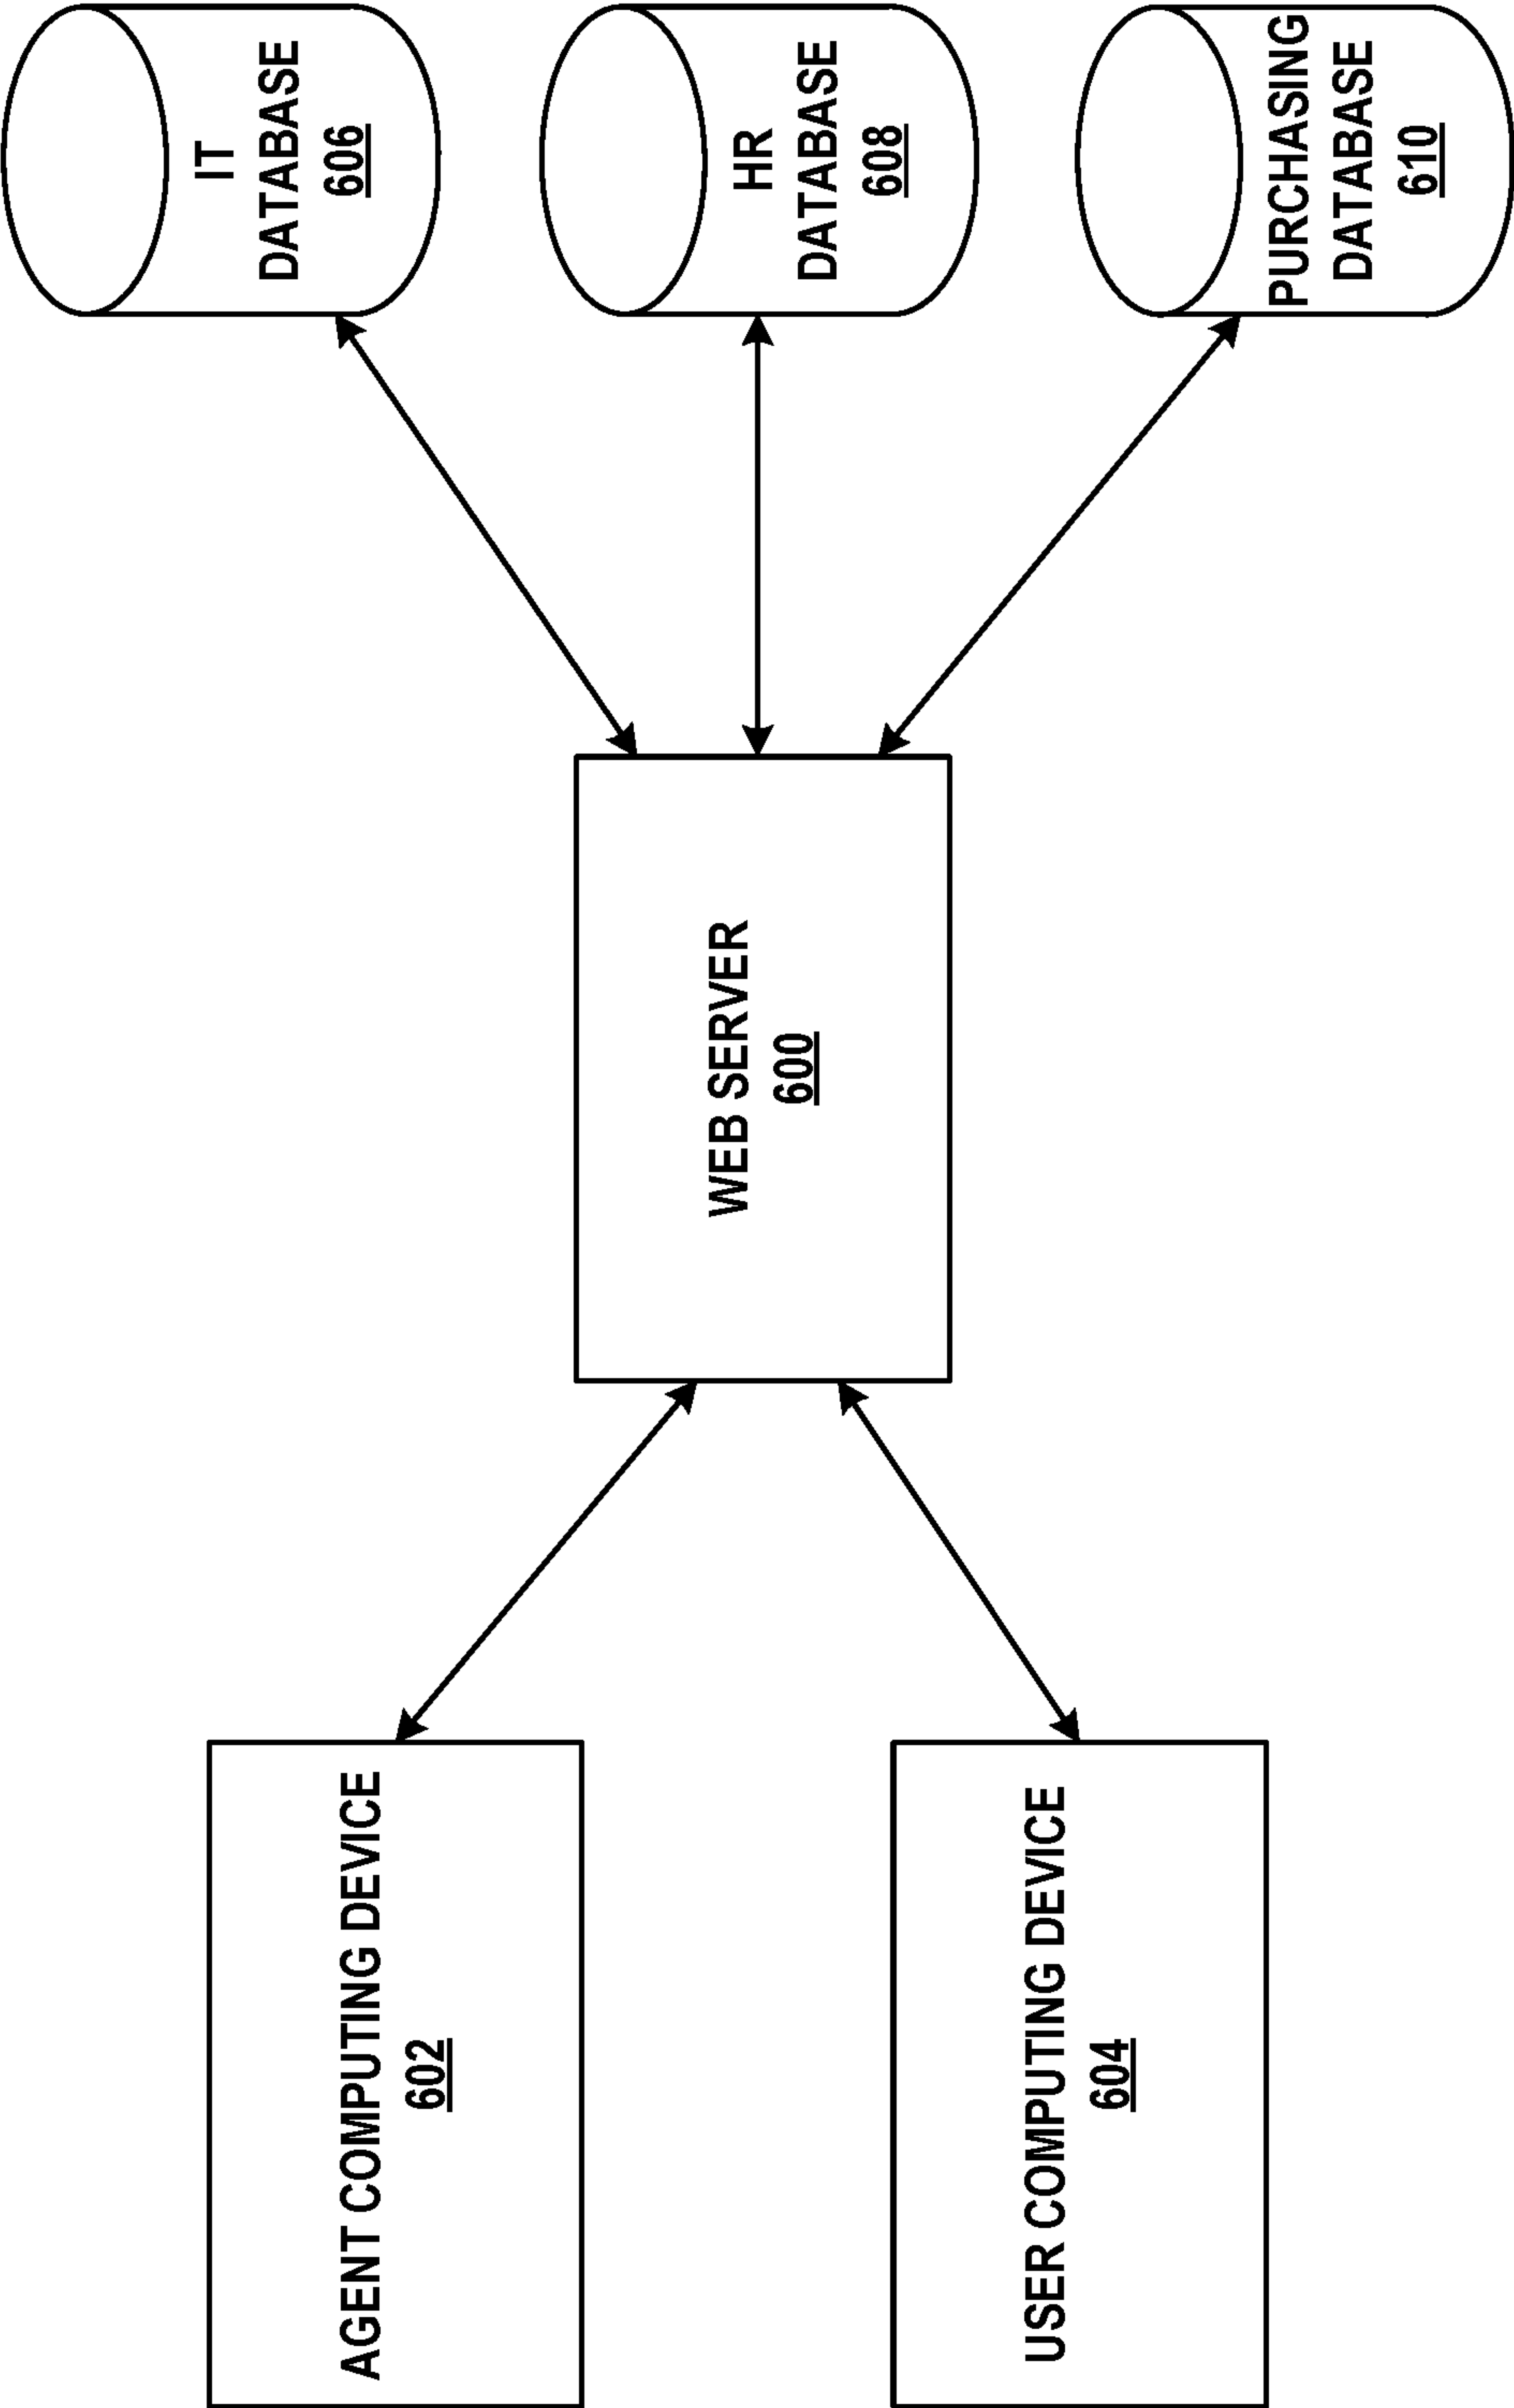 AGENT COMPUTING DEVICE
602
USER COMPUTING DEVICE
604
WEB SERVER
600
IT
DATABASE
606
HR
DATABASE
608
PURCHASING
DATABASE
610